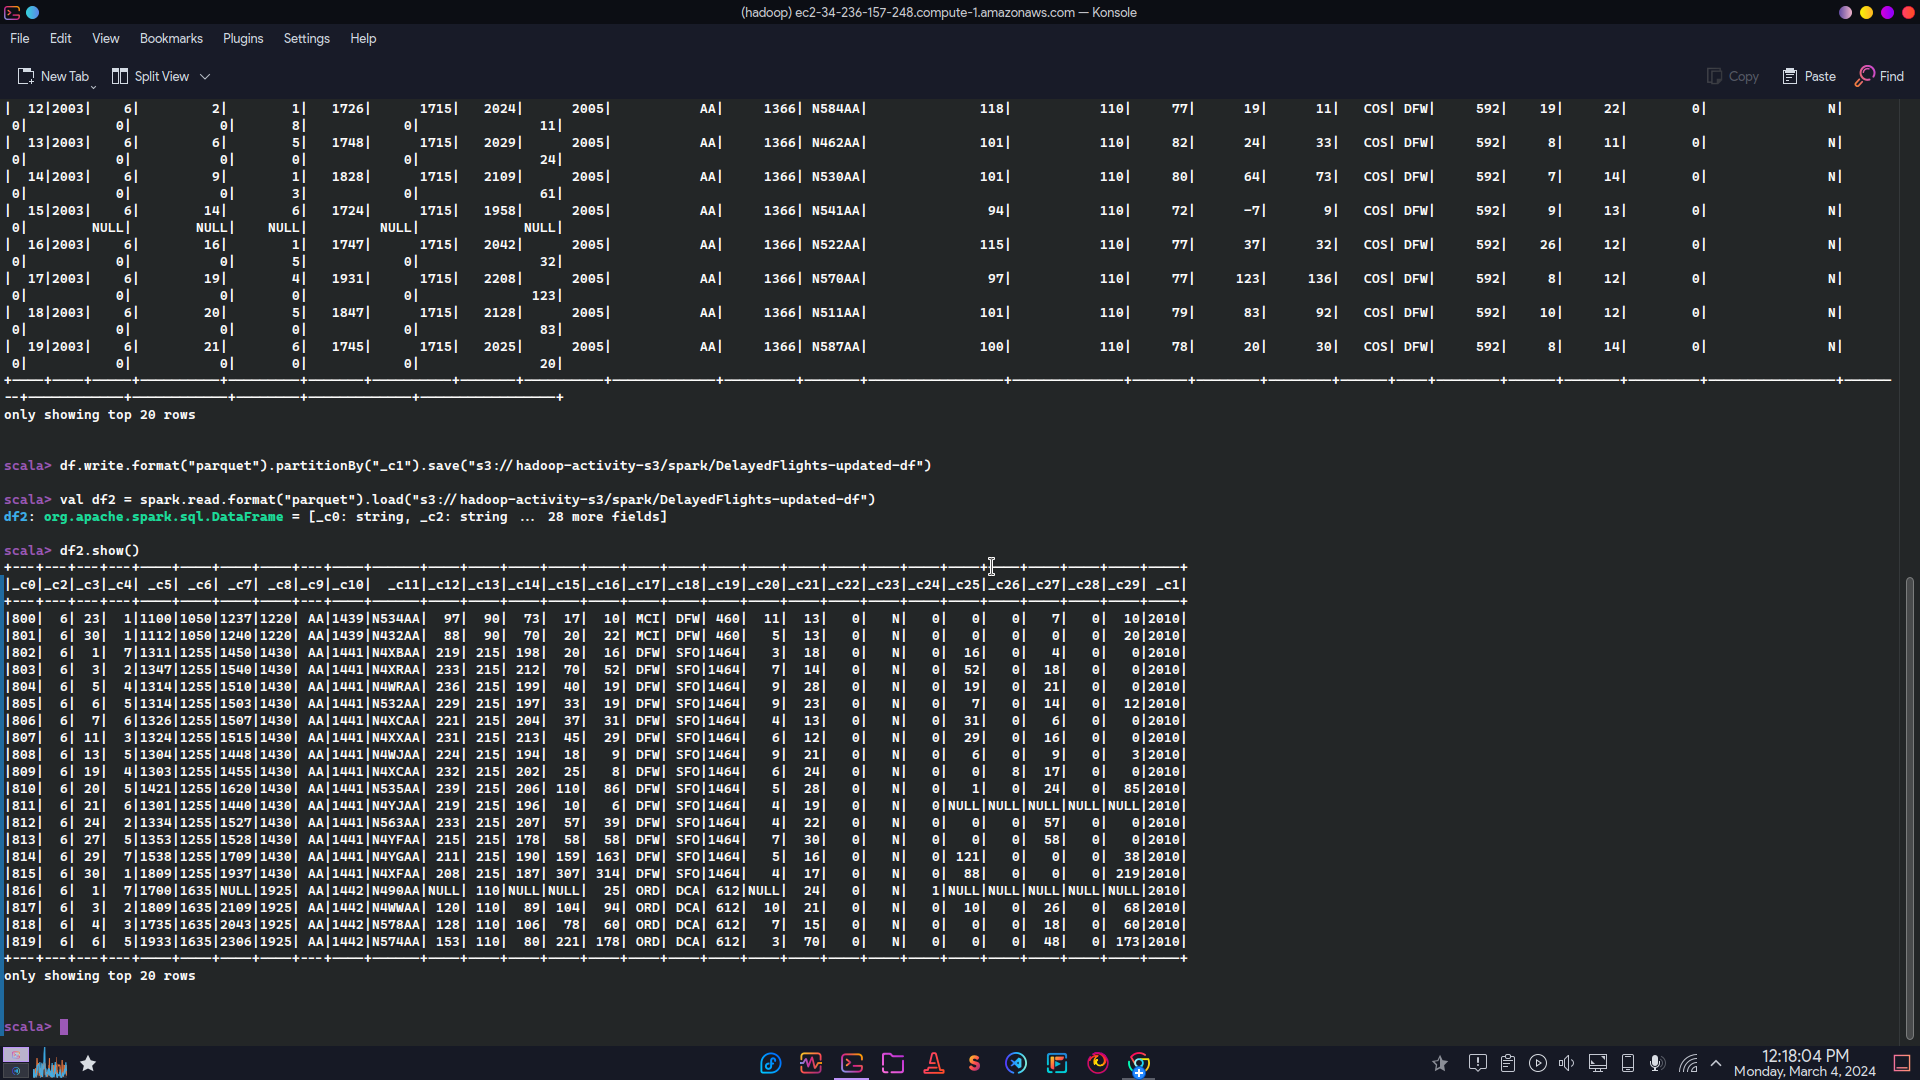 (hadoop) ec2-34-236-157-248.compute-1.amazonaws.com — Konsole
File Edit View Bookmarks Plugins Settings Help
New Tab Split View Copy Paste Find
| 12|2003| 6| 2| 1| 1726| 1715| 2024| 2005| AA| 1366| N584AA| 118| 110| 77| 19| 11| COS| DFW| 592| 19| 22| 0| N|
0| 0| 0| 8| 0| 11|
| 13|2003| 6| 6| 5| 1748| 1715| 2029| 2005| AA| 1366| N462AA| 101| 110| 82| 24| 33| COS| DFW| 592| 8| 11| 0| N|
0| 0| 0| 0| 0| 24|
| 14|2003| 6| 9| 1| 1828| 1715| 2109| 2005| AA| 1366| N530AA| 101| 110| 80| 64| 73| COS| DFW| 592| 7| 14| 0| N|
0| 0| 0| 3| 0| 61|
| 15|2003| 6| 14| 6| 1724| 1715| 1958| 2005| AA| 1366| N541AA| 94| 110| 72| -7| 9| COS| DFW| 592| 9| 13| 0| N|
0| NULL| NULL| NULL| NULL| NULL|
| 16|2003| 6| 16| 1| 1747| 1715| 2042| 2005| AA| 1366| N522AA| 115| 110| 77| 37| 32| COS| DFW| 592| 26| 12| 0| N|
0| 0| 0| 5| 0| 32|
| 17|2003| 6| 19| 4| 1931| 1715| 2208| 2005| AA| 1366| N570AA| 97| 110| 77| 123| 136| COS| DFW| 592| 8| 12| 0| N|
0| 0| 0| 0| 0| 123|
| 18|2003| 6| 20| 5| 1847| 1715| 2128| 2005| AA| 1366| N511AA| 101| 110| 79| 83| 92| COS| DFW| 592| 10| 12| 0| N|
0| 0| 0| 0| 0| 83|
| 19|2003| 6| 21| 6| 1745| 1715| 2025| 2005| AA| 1366| N587AA| 100| 110| 78| 20| 30| COS| DFW| 592| 8| 14| 0| N|
0| 0| 0| 0| 0| 20|
only showing top 20 rows
scala> df.write.format("parquet").partitionBy("_c1").save("s3://hadoop-activity-s3/spark/DelayedFlights-updated-df")
scala> val df2 = spark.read.format("parquet").load("s3://hadoop-activity-s3/spark/DelayedFlights-updated-df")
df2: org.apache.spark.sql.DataFrame = [_c0: string, _c2: string ... 28 more fields]
scala> df2.show()
|_c0|_c2|_c3|_c4| _c5| _c6| _c7| _c8|_c9|_c10| _c11|_c12|_c13|_c14|_c15|_c16|_c17|_c18|_c19|_c20|_c21|_c22|_c23|_c24|_c25|_c26|_c27|_c28|_c29| _c1|
|800| 6| 23| 1|1100|1050|1237|1220| AA|1439|N534AA| 97| 90| 73| 17| 10| MCI| DFW| 460| 11| 13| 0| N| 0| 0| 0| 7| 0| 10|2010|
|801| 6| 30| 1|1112|1050|1240|1220| AA|1439|N432AA| 88| 90| 70| 20| 22| MCI| DFW| 460| 5| 13| 0| N| 0| 0| 0| 0| 0| 20|2010|
|802| 6| 1| 7|1311|1255|1450|1430| AA|1441|N4XBAA| 219| 215| 198| 20| 16| DFW| SFO|1464| 3| 18| 0| N| 0| 16| 0| 4| 0| 0|2010|
|803| 6| 3| 2|1347|1255|1540|1430| AA|1441|N4XRAA| 233| 215| 212| 70| 52| DFW| SFO|1464| 7| 14| 0| N| 0| 52| 0| 18| 0| 0|2010|
|804| 6| 5| 4|1314|1255|1510|1430| AA|1441|N4WRAA| 236| 215| 199| 40| 19| DFW| SFO|1464| 9| 28| 0| N| 0| 19| 0| 21| 0| 0|2010|
|805| 6| 6| 5|1314|1255|1503|1430| AA|1441|N532AA| 229| 215| 197| 33| 19| DFW| SFO|1464| 9| 23| 0| N| 0| 7| 0| 14| 0| 12|2010|
|806| 6| 7| 6|1326|1255|1507|1430| AA|1441|N4XCAA| 221| 215| 204| 37| 31| DFW| SFO|1464| 4| 13| 0| N| 0| 31| 0| 6| 0| 0|2010|
|807| 6| 11| 3|1324|1255|1515|1430| AA|1441|N4XXAA| 231| 215| 213| 45| 29| DFW| SFO|1464| 6| 12| 0| N| 0| 29| 0| 16| 0| 0|2010|
|808| 6| 13| 5|1304|1255|1448|1430| AA|1441|N4WJAA| 224| 215| 194| 18| 9| DFW| SFO|1464| 9| 21| 0| N| 0| 6| 0| 9| 0| 3|2010|
|809| 6| 19| 4|1303|1255|1455|1430| AA|1441|N4XCAA| 232| 215| 202| 25| 8| DFW| SFO|1464| 6| 24| 0| N| 0| 0| 8| 17| 0| 0|2010|
|810| 6| 20| 5|1421|1255|1620|1430| AA|1441|N535AA| 239| 215| 206| 110| 86| DFW| SFO|1464| 5| 28| 0| N| 0| 1| 0| 24| 0| 85|2010|
|811| 6| 21| 6|1301|1255|1440|1430| AA|1441|N4YJAA| 219| 215| 196| 10| 6| DFW| SFO|1464| 4| 19| 0| N| 0|NULL|NULL|NULL|NULL|NULL|2010|
|812| 6| 24| 2|1334|1255|1527|1430| AA|1441|N563AA| 233| 215| 207| 57| 39| DFW| SFO|1464| 4| 22| 0| N| 0| 0| 0| 57| 0| 0|2010|
|813| 6| 27| 5|1353|1255|1528|1430| AA|1441|N4YFAA| 215| 215| 178| 58| 58| DFW| SFO|1464| 7| 30| 0| N| 0| 0| 0| 58| 0| 0|2010|
|814| 6| 29| 7|1538|1255|1709|1430| AA|1441|N4YGAA| 211| 215| 190| 159| 163| DFW| SFO|1464| 5| 16| 0| N| 0| 121| 0| 0| 0| 38|2010|
|815| 6| 30| 1|1809|1255|1937|1430| AA|1441|N4XFAA| 208| 215| 187| 307| 314| DFW| SFO|1464| 4| 17| 0| N| 0| 88| 0| 0| 0| 219|2010|
|816| 6| 1| 7|1700|1635|NULL|1925| AA|1442|N490AA|NULL| 110|NULL|NULL| 25| ORD| DCA| 612|NULL| 24| 0| N| 1|NULL|NULL|NULL|NULL|NULL|2010|
|817| 6| 3| 2|1809|1635|2109|1925| AA|1442|N4WWAA| 120| 110| 89| 104| 94| ORD| DCA| 612| 10| 21| 0| N| 0| 10| 0| 26| 0| 68|2010|
|818| 6| 4| 3|1735|1635|2043|1925| AA|1442|N578AA| 128| 110| 106| 78| 60| ORD| DCA| 612| 7| 15| 0| N| 0| 0| 0| 18| 0| 60|2010|
|819| 6| 6| 5|1933|1635|2306|1925| AA|1442|N574AA| 153| 110| 80| 221| 178| ORD| DCA| 612| 3| 70| 0| N| 0| 0| 0| 48| 0| 173|2010|
only showing top 20 rows
scala>
12:18:04 PM
Monday, March 4, 2024